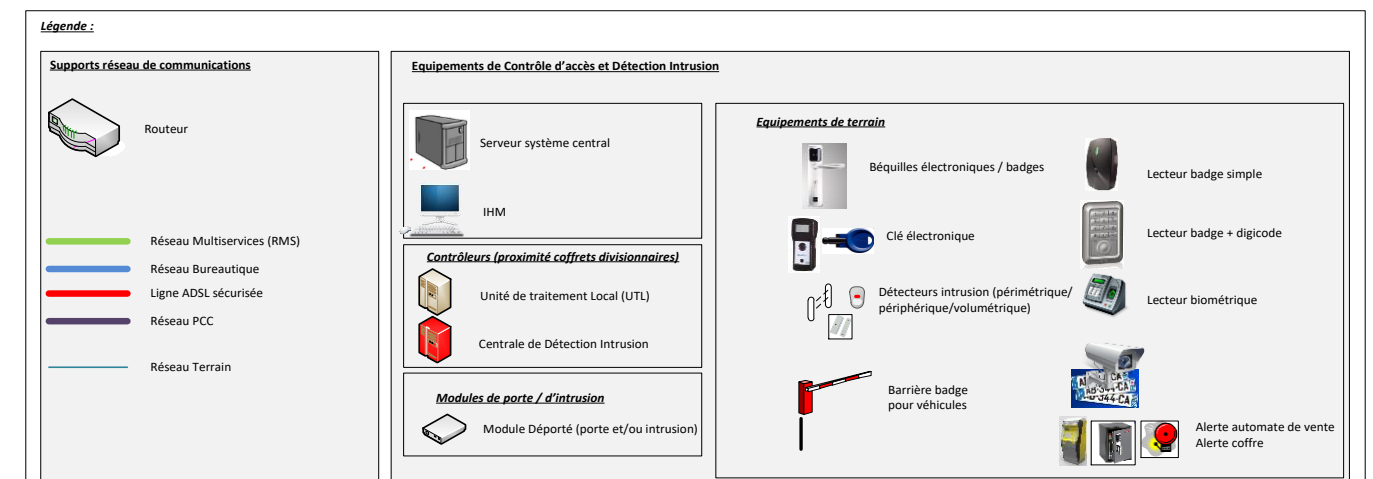 Légende :
Supports réseau de communications
Routeur
Réseau Multiservices (RMS)
Réseau Bureautique
Ligne ADSL sécurisée
Réseau PCC
Réseau Terrain
Equipements de Contrôle d'accès et Détection Intrusion
Serveur système central
IHM
Contrôleurs (proximité coffrets divisionnaires)
Unité de traitement Local (UTL)
Centrale de Détection Intrusion
Modules de porte / d'intrusion
Module Déporté (porte et/ou intrusion)
Equipements de terrain
Béquilles électroniques / badges
Clé électronique
Détecteurs intrusion (périmétrique/
périphérique/volumétrique)
Barrière badge
pour véhicules
Lecteur badge simple
Lecteur badge + digicode
Lecteur biométrique
Alerte automate de vente
Alerte coffre